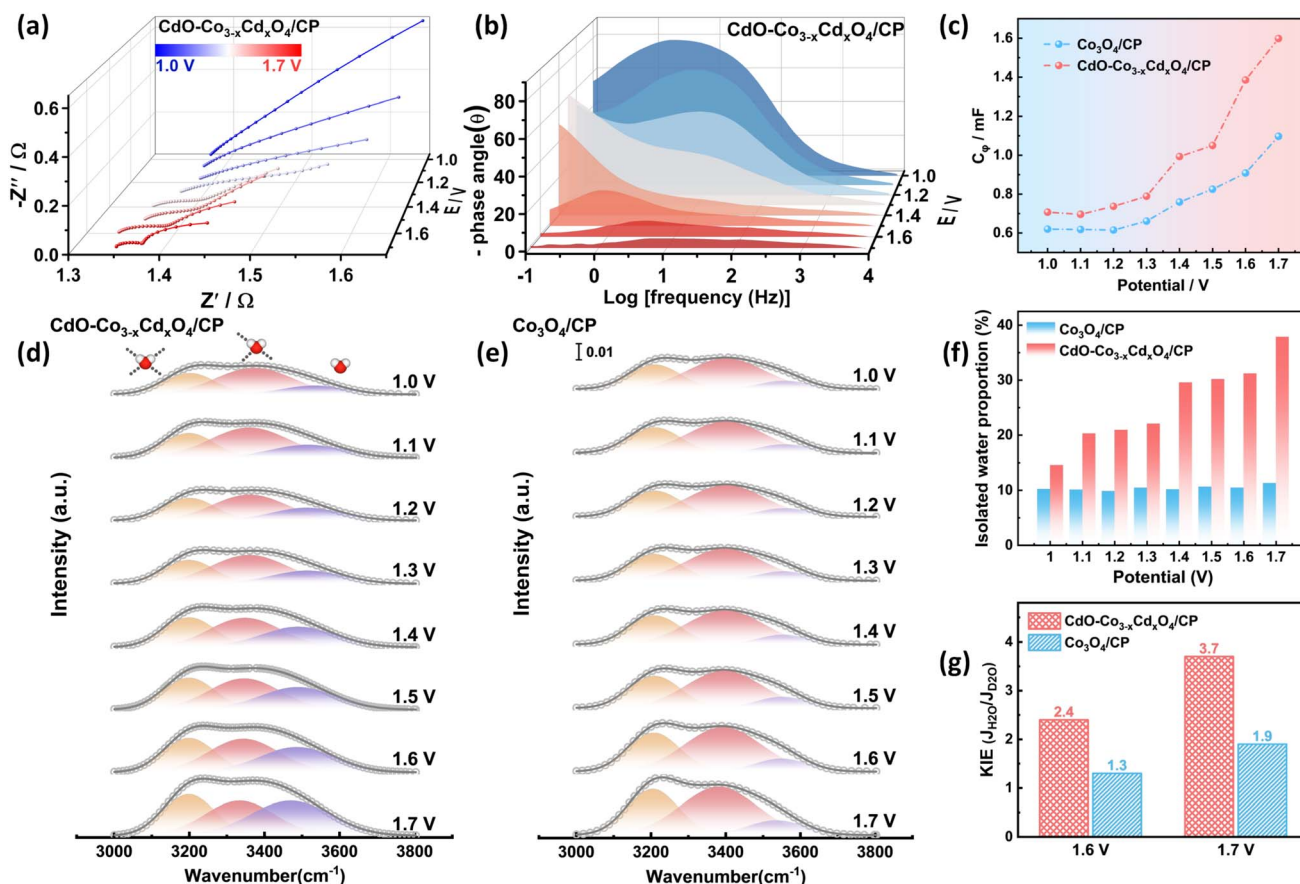 (a)
CdO-Co3-xCdxO4/CP
1.0 V
1.7 V
-Z'' / Ω
0.6
0.4
0.2
0.0
1.3
1.4
1.5
1.6
Z' / Ω
1.0
1.2
1.4
1.6
E / V
(b)
CdO-Co3-xCdxO4/CP
- phase angle(θ)
80
60
40
20
0
-1
0
1
2
3
4
Log [frequency (Hz)]
1.0
1.2
1.4
1.6
E / V
(c)
Co3O4/CP
CdO-Co3-xCdxO4/CP
Cφ / mF
1.6
1.4
1.2
1.0
0.8
0.6
1.0 1.1 1.2 1.3 1.4 1.5 1.6 1.7
Potential / V
(d)
CdO-Co3-xCdxO4/CP
1.0 V
1.1 V
1.2 V
1.3 V
1.4 V
1.5 V
1.6 V
1.7 V
Intensity (a.u.)
3000 3200 3400 3600 3800
Wavenumber(cm-1)
(e)
Co3O4/CP
0.01
1.0 V
1.1 V
1.2 V
1.3 V
1.4 V
1.5 V
1.6 V
1.7 V
Intensity (a.u.)
3000 3200 3400 3600 3800
Wavenumber(cm-1)
(f)
Co3O4/CP
CdO-Co3-xCdxO4/CP
Isolated water proportion (%)
40
30
20
10
0
1 1.1 1.2 1.3 1.4 1.5 1.6 1.7
Potential (V)
(g)
CdO-Co3-xCdxO4/CP
Co3O4/CP
KIE (JH2O/JD2O)
4
3
2
1
0
2.4
1.3
3.7
1.9
1.6 V
1.7 V